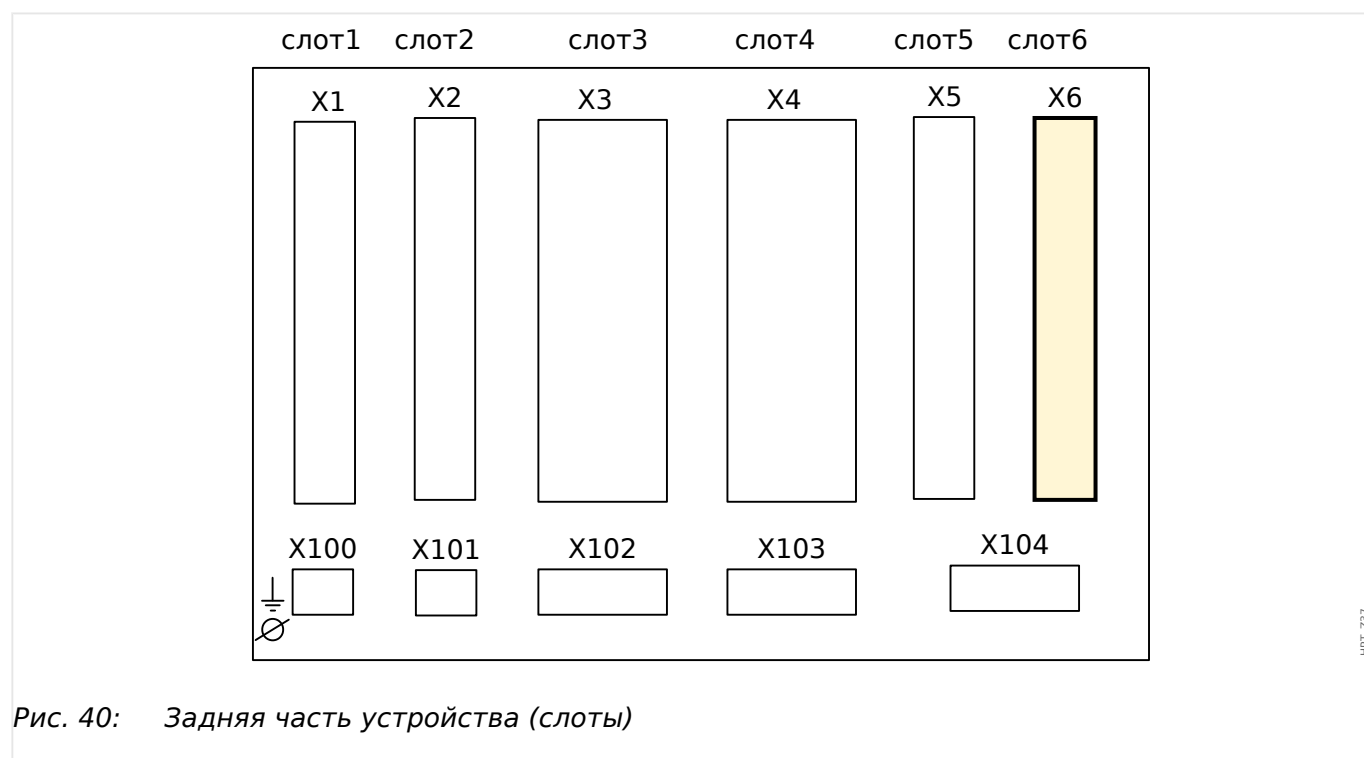 слот1 слот2 слот3 слот4 слот5 слот6
X1 X2 X3 X4 X5 X6
X100 X101 X102 X103 X104
Рис. 40: Задняя часть устройства (слоты)